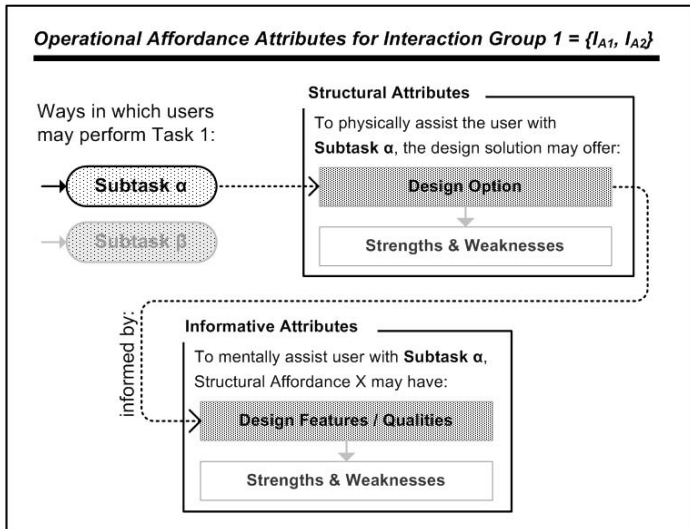 Operational Affordance Attributes for Interaction Group 1 = {I_A1, I_A2}
Ways in which users
may perform Task 1:
Subtask α
Subtask β
Structural Attributes
To physically assist the user with
Subtask α, the design solution may offer:
Design Option
Strengths & Weaknesses
informed by:
Informative Attributes
To mentally assist user with Subtask α,
Structural Affordance X may have:
Design Features / Qualities
Strengths & Weaknesses